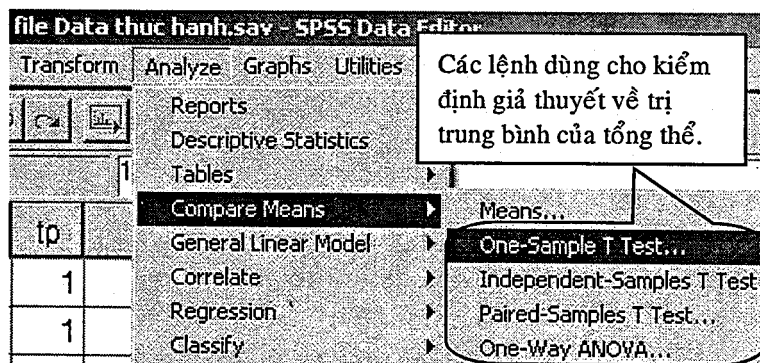 file Data thuc hanh.sav - SPSS Data Editor
Transform Analyze Graphs Utilities
Các lệnh dùng cho kiểm
định giả thuyết về trị
trung bình của tổng thể.
Reports
Descriptive Statistics
Tables
1
Compare Means
Means...
tp
General Linear Model
One-Sample T Test...
1
Correlate
Independent-Samples T Test
Regression
Paired-Samples T Test...
1
Classify
One-Way ANOVA...